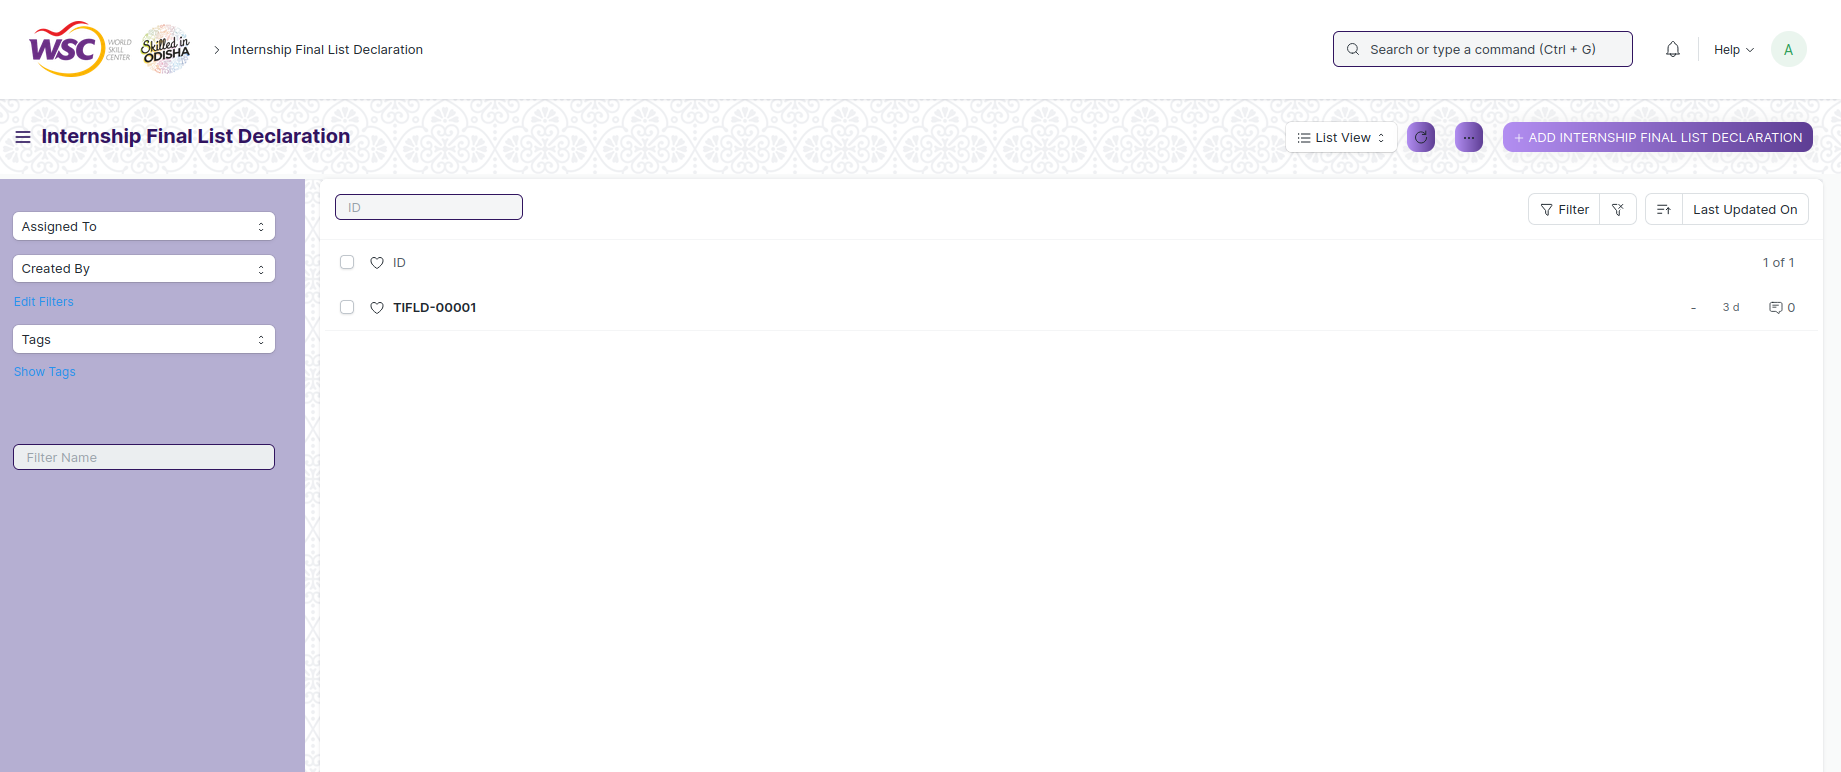 WSC WORLD SKILL CENTER Skilled in ODISHA Internship Final List Declaration Search or type a command (Ctrl + G) Help A
Internship Final List Declaration List View + ADD INTERNSHIP FINAL LIST DECLARATION
ID Filter Last Updated On
Assigned To
Created By
Edit Filters
Tags
Show Tags
Filter Name
ID 1 of 1
TIFLD-00001 - 3 d 0